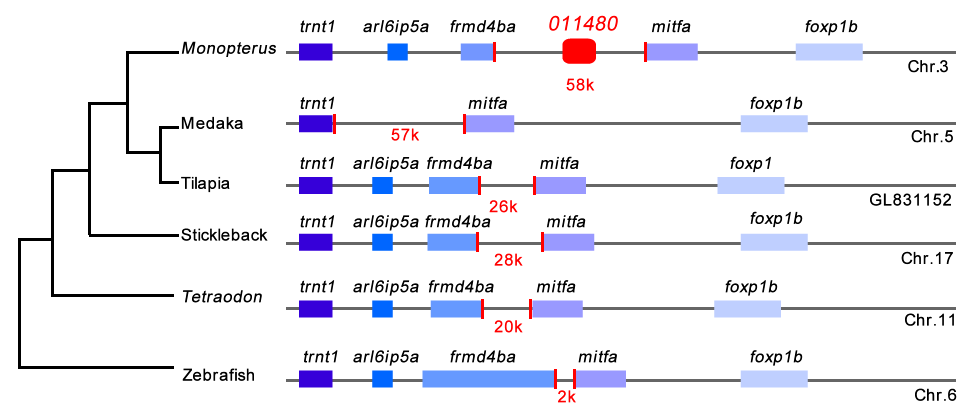 trnt1 arl6ip5a frmd4ba 011480 mitfa foxp1b
Monopterus
58k
Chr.3
trnt1 mitfa foxp1b
Medaka
57k
Chr.5
arl6ip5a frmd4ba mitfa foxp1
trnt1
Tilapia
26k
GL831152
trnt1 arl6ip5a frmd4ba mitfa foxp1b
Stickleback
28k
Chr.17
trnt1 arl6ip5a frmd4ba mitfa foxp1b
Tetraodon
20k
Chr.11
trnt1 arl6ip5a frmd4ba mitfa foxp1b
Zebrafish
2k
Chr.6